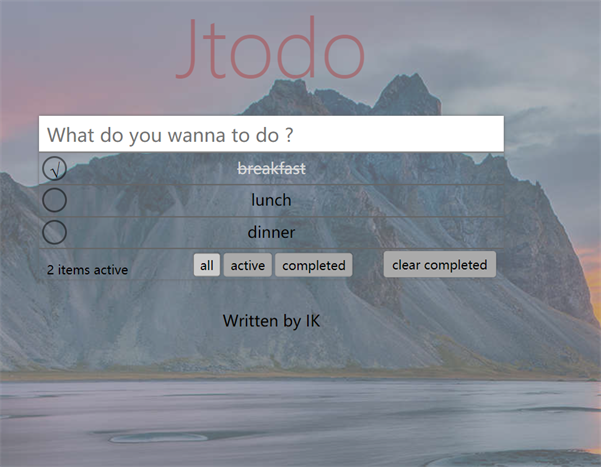 Jtodo
What do you wanna to do ?
√ breakfast
lunch
dinner
2 items active all active completed clear completed
Written by IK